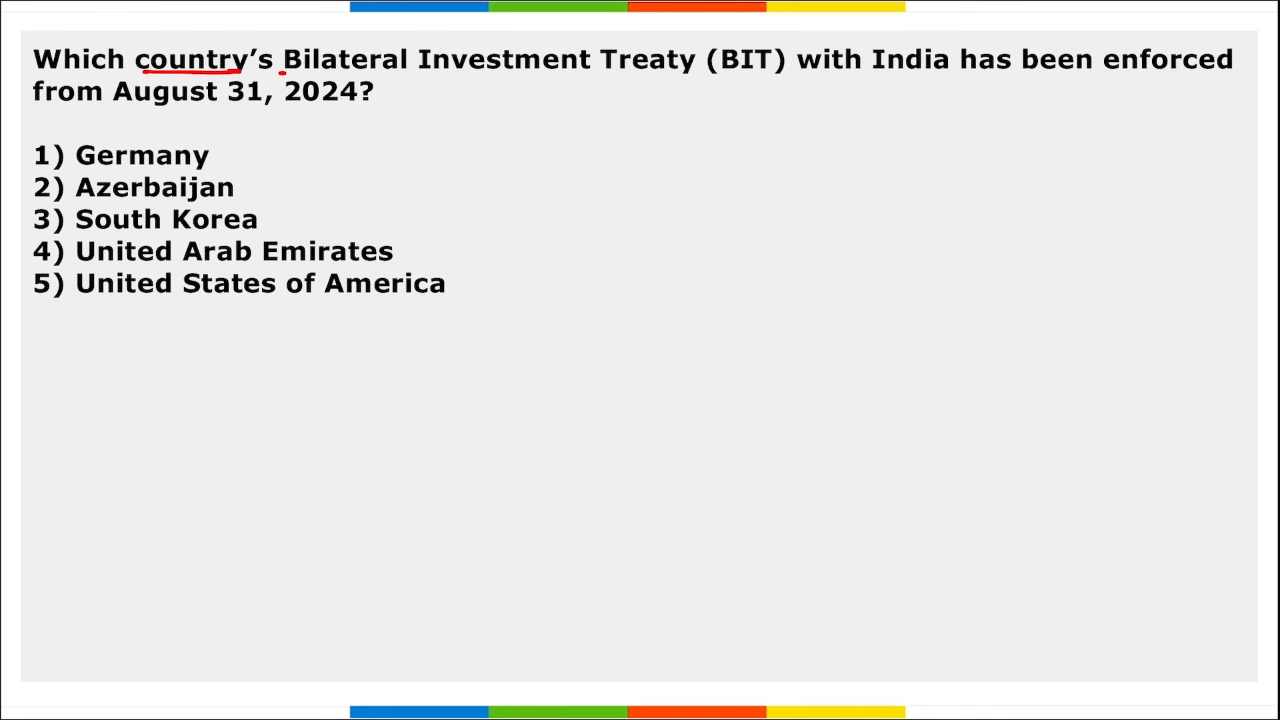 Which country’s Bilateral Investment Treaty (BIT) with India has been enforced
from August 31, 2024?
1) Germany
2) Azerbaijan
3) South Korea
4) United Arab Emirates
5) United States of America